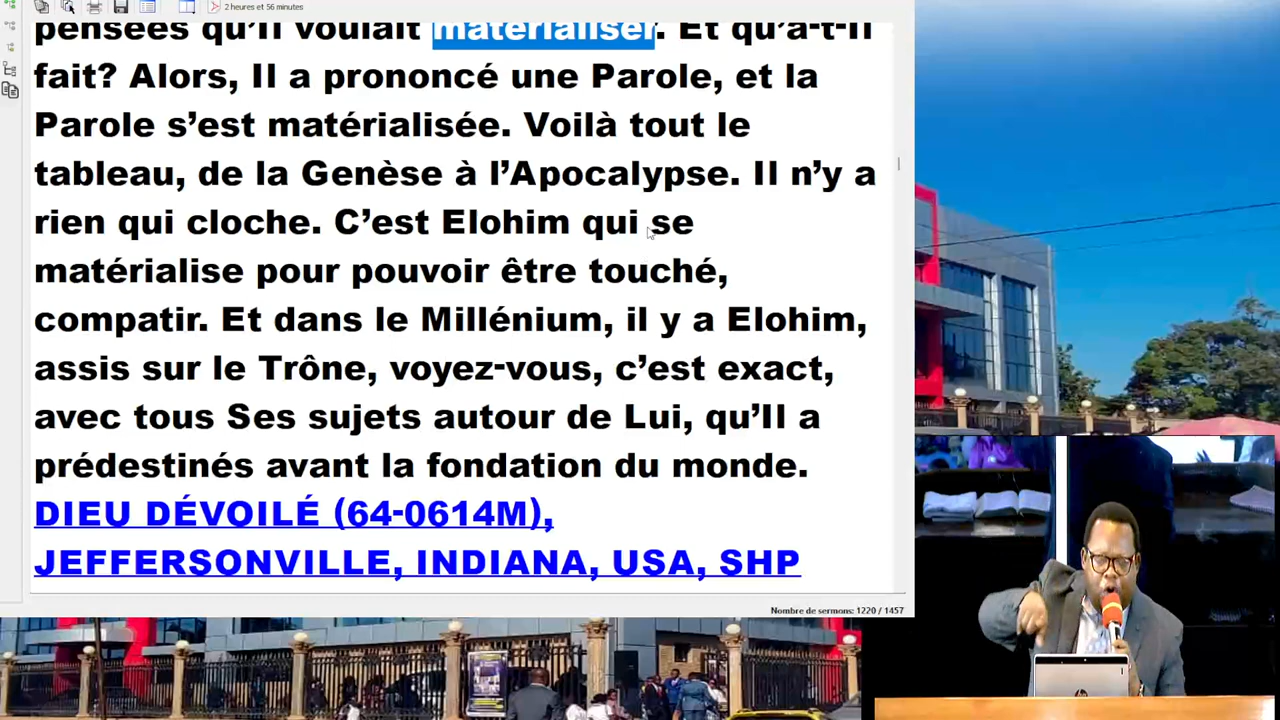 2 heures et 56 minutes
pensées qu'Il voulait matérialiser. Et qu'a-t-Il
fait? Alors, Il a prononcé une Parole, et la
Parole s’est matérialisée. Voilà tout le
tableau, de la Genèse à l’Apocalypse. Il n’y a
rien qui cloche. C’est Elohim qui se
matérialise pour pouvoir être touché,
compatir. Et dans le Millénium, il y a Elohim,
assis sur le Trône, voyez-vous, c’est exact,
avec tous Ses sujets autour de Lui, qu’Il a
prédestinés avant la fondation du monde.
DIEU DÉVOILÉ (64-0614M),
JEFFERSONVILLE, INDIANA, USA, SHP
Nombre de sermons: 1220 / 1457
hp